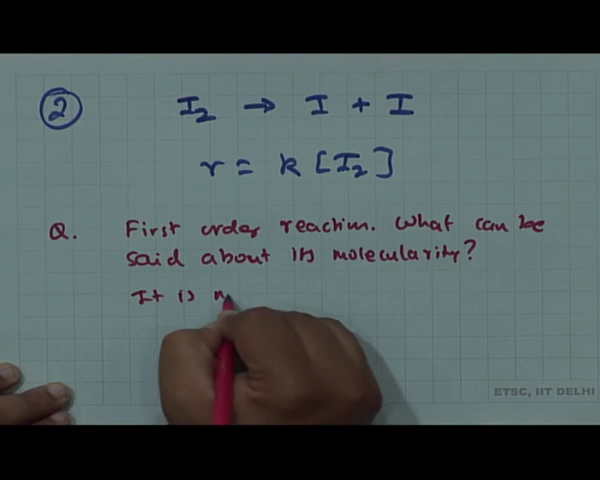 2 I₂ → I + I
r = k [I₂]
Q. First order reaction. What can be
said about its molecularity?
It is
ETSC, IIT DELHI